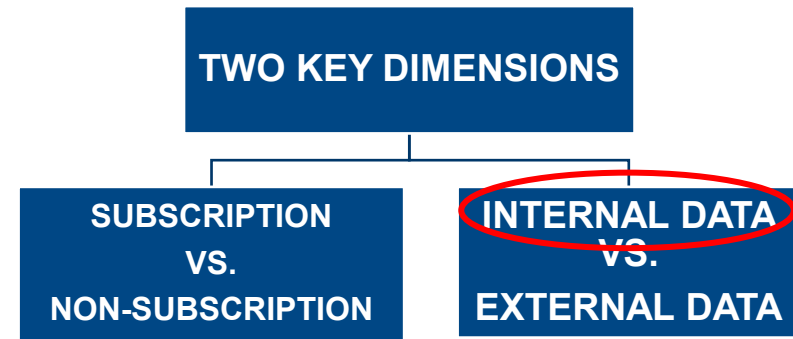 TWO KEY DIMENSIONS
SUBSCRIPTION
VS.
NON-SUBSCRIPTION
INTERNAL DATA
VS.
EXTERNAL DATA